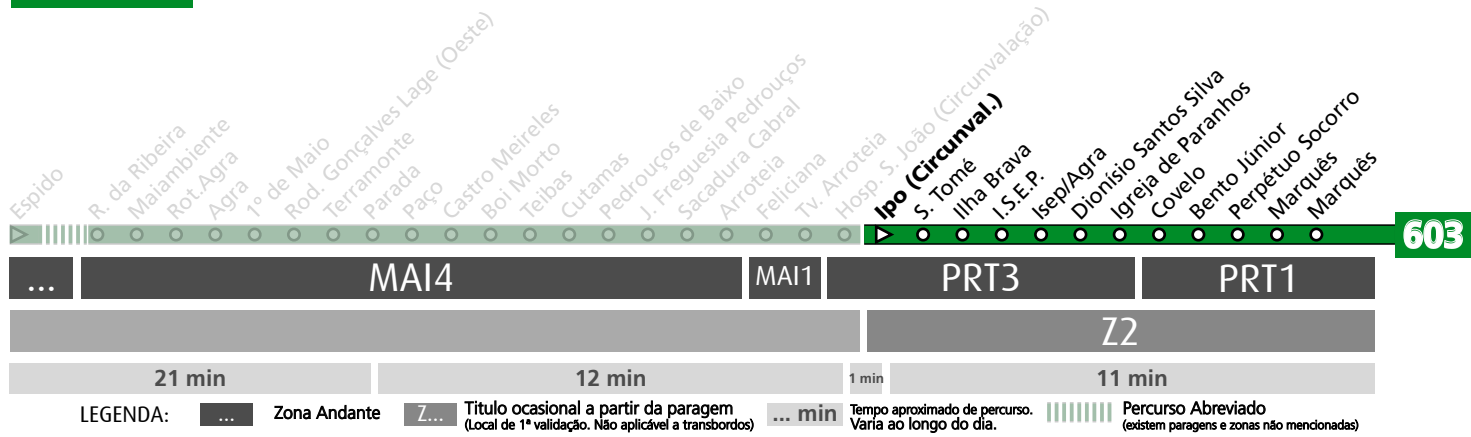 Espido
R. da Ribeira
Maiambiente
Rot.Agra
Agra
1º de Maio
Rod. Gonçalves Lage (Oeste)
Terramonte
Parada
Paço
Castro Meireles
Boi Morto
Teibas
Cutamas
Pedrouços de Baixo
J. Freguesia Pedrouços
Sacadura Cabral
Arroteia
Feliciana
Tv. Arroteia
Hosp. S. João (Circunvalação)
Ipo (Circunval.)
S. Tomé
Ilha Brava
I.S.E.P.
Isep/Agra
Dionísio Santos Silva
Igreja de Paranhos
Covelo
Bento Júnior
Perpétuo Socorro
Marquês
Marquês
603
... MAI4 MAI1 PRT3 PRT1
Z2
21 min 12 min 1 min 11 min
LEGENDA: ... Zona Andante Z... Titulo ocasional a partir da paragem
(Local de 1ª validação. Não aplicável a transbordos)
... min Tempo aproximado de percurso.
Varia ao longo do dia.
Percurso Abreviado
(existem paragens e zonas não mencionadas)